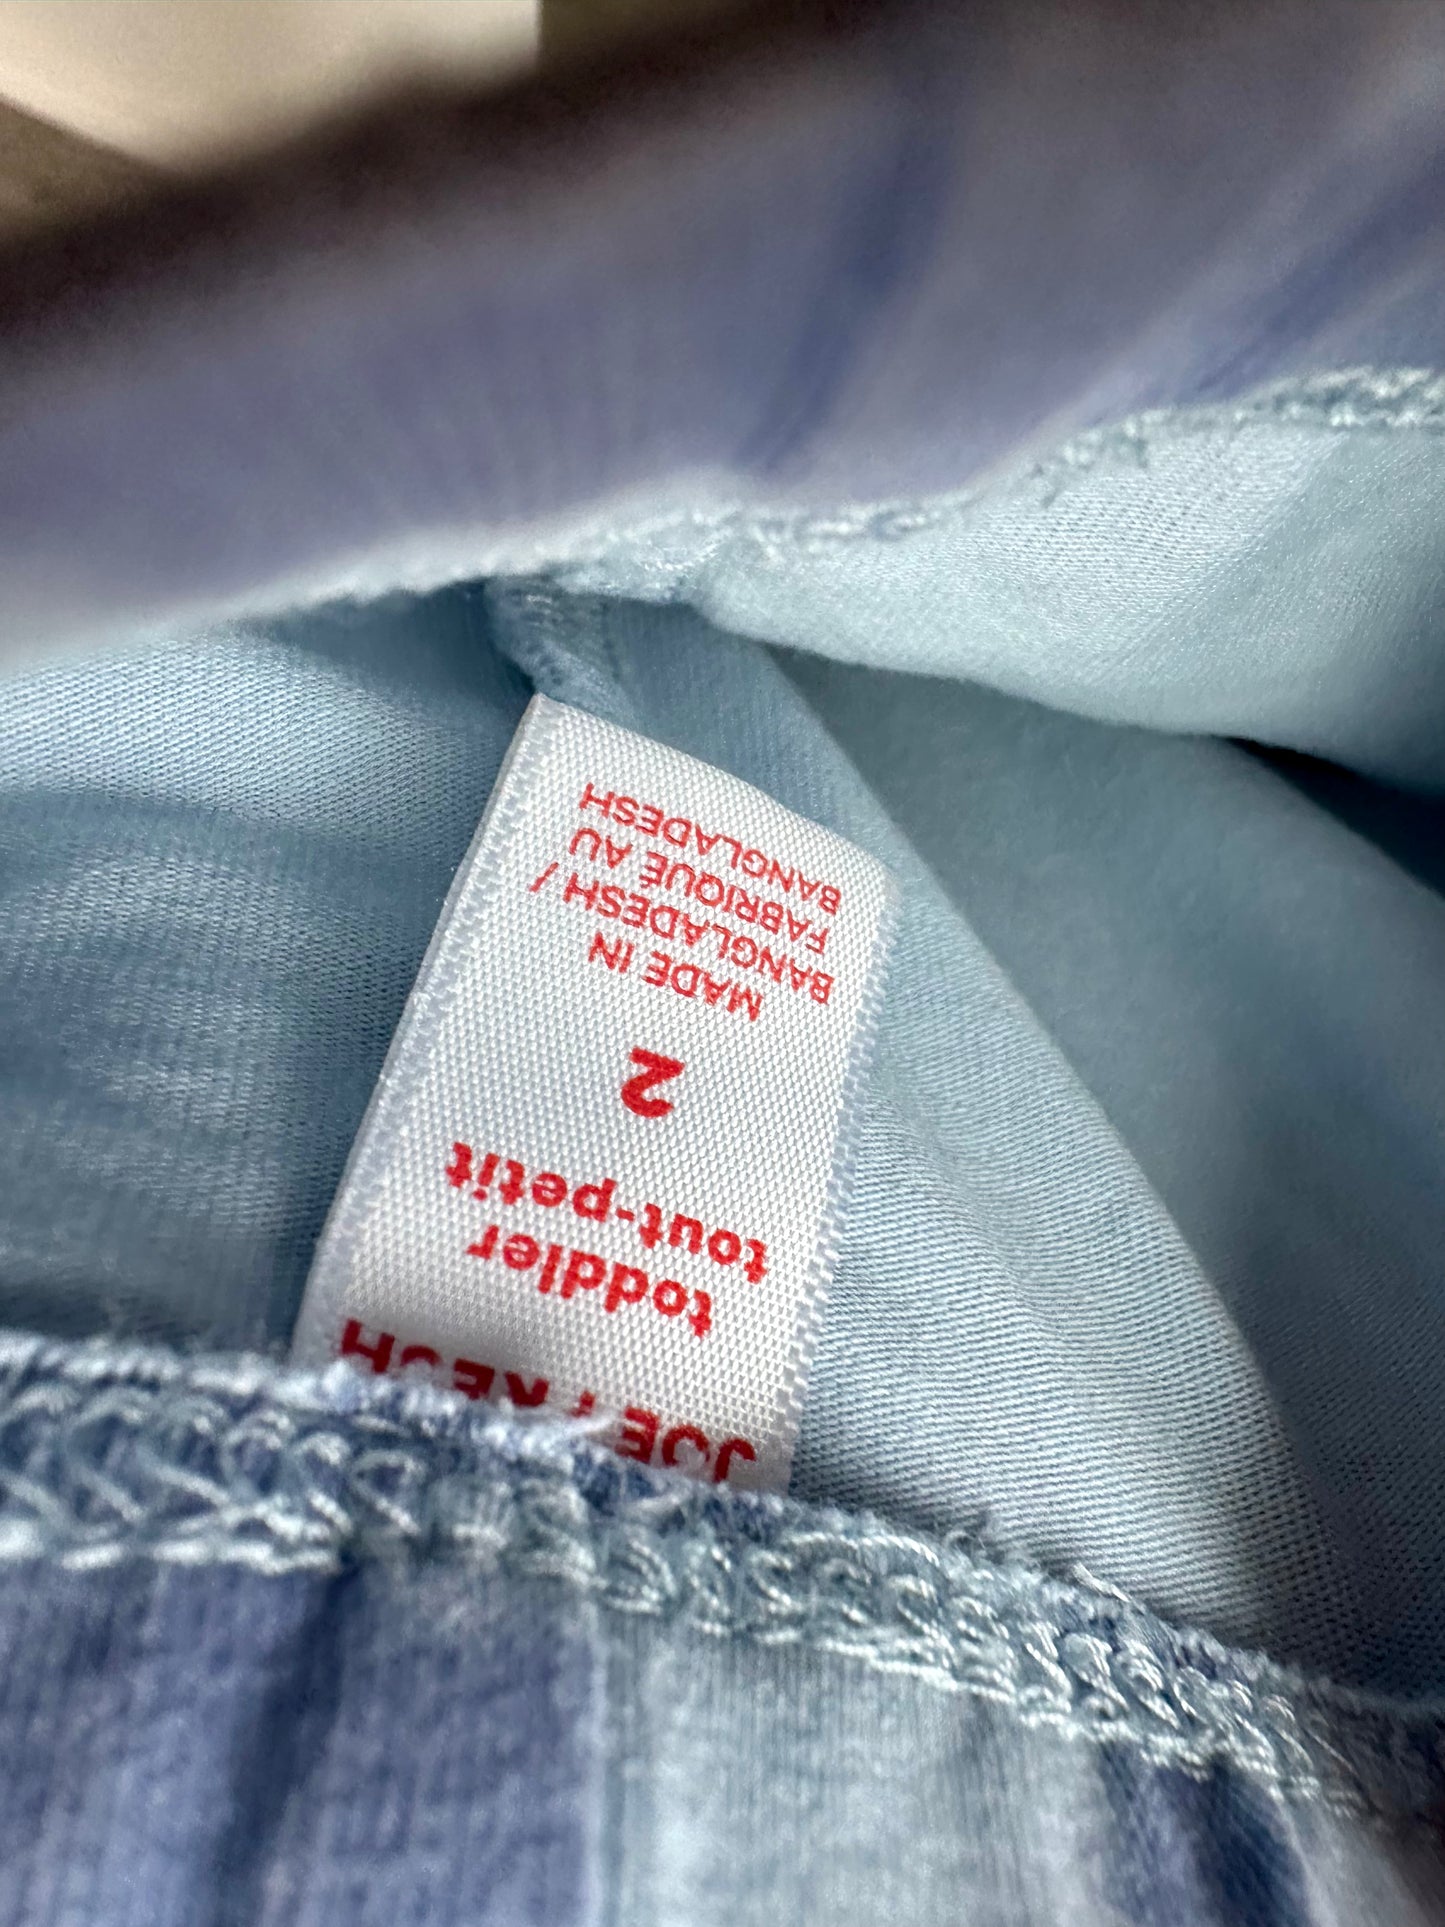 JOE FRESH
toddler
tout-petit
2
MADE IN
BANGLADESH /
FABRIQUÉ AU
BANGLADESH